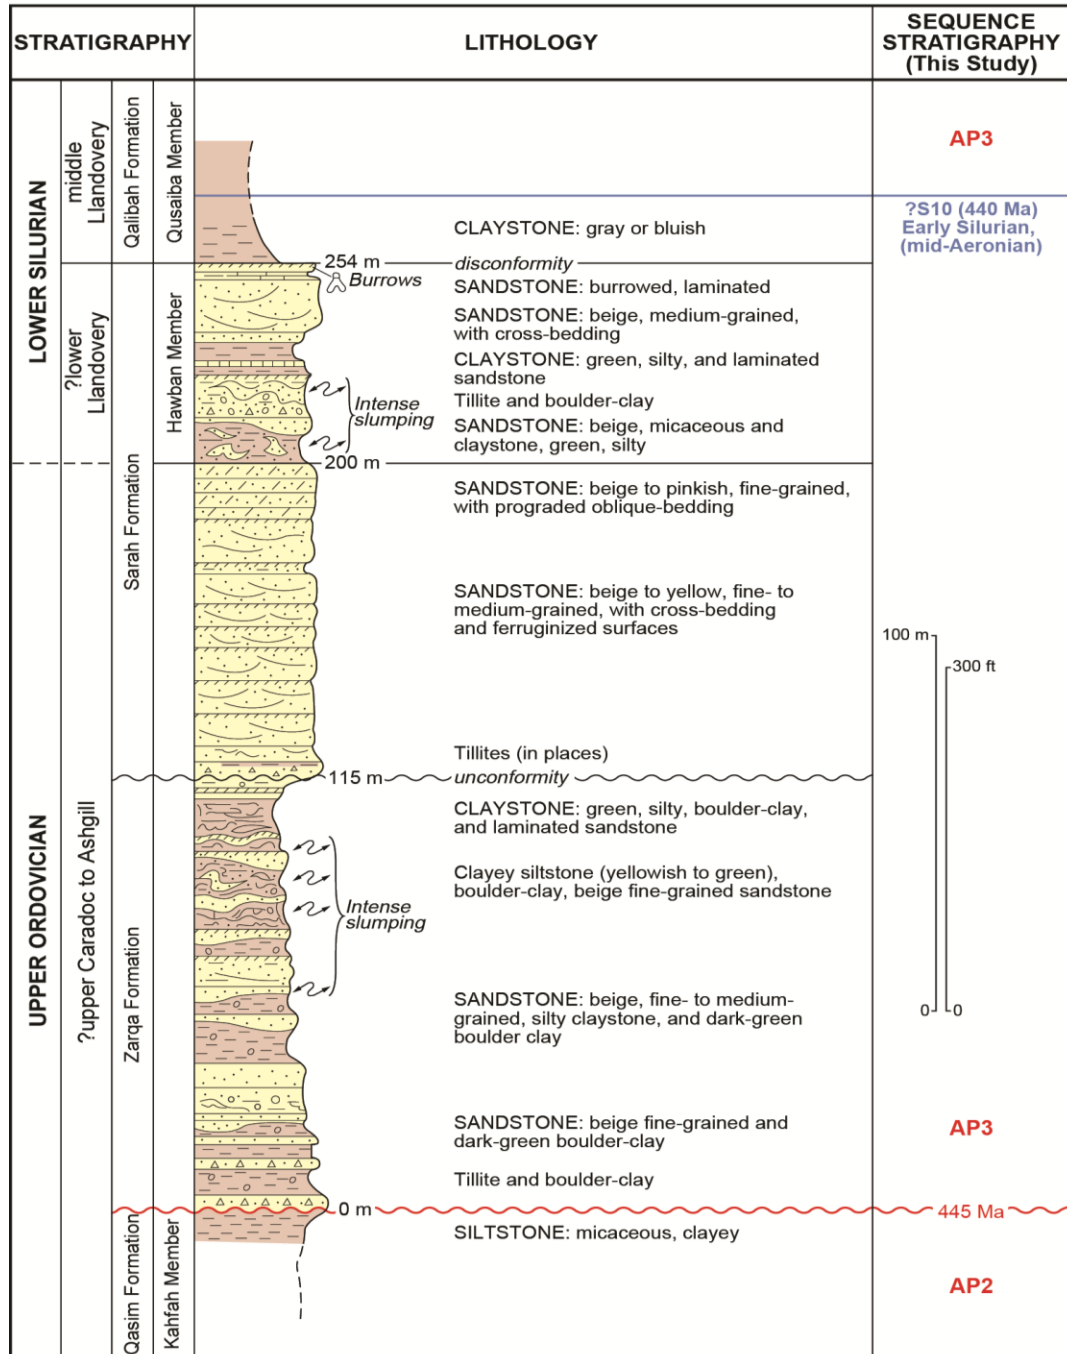 STRATIGRAPHY
LITHOLOGY
SEQUENCE
STRATIGRAPHY
(This Study)
LOWER SILURIAN
middle
Llandovery
Qalibah Formation
Qusaiba Member
AP3
?S10 (440 Ma)
Early Silurian,
(mid-Aeronian)
CLAYSTONE: gray or bluish
254 m
disconformity
Burrows
SANDSTONE: burrowed, laminated
SANDSTONE: beige, medium-grained,
with cross-bedding
CLAYSTONE: green, silty, and laminated
sandstone
?lower
Llandovery
Hawban Member
Intense
slumping
Tillite and boulder-clay
SANDSTONE: beige, micaceous and
claystone, green, silty
200 m
Sarah Formation
SANDSTONE: beige to pinkish, fine-grained,
with prograded oblique-bedding
SANDSTONE: beige to yellow, fine- to
medium-grained, with cross-bedding
and ferruginized surfaces
100 m
300 ft
0
0
Tillites (in places)
115 m
unconformity
UPPER ORDOVICIAN
?upper Caradoc to Ashgill
Zarqa Formation
CLAYSTONE: green, silty, boulder-clay,
and laminated sandstone
Clayey siltstone (yellowish to green),
boulder-clay, beige fine-grained sandstone
Intense
slumping
SANDSTONE: beige, fine- to medium-
grained, silty claystone, and dark-green
boulder clay
SANDSTONE: beige fine-grained and
dark-green boulder-clay
AP3
Tillite and boulder-clay
0 m
445 Ma
SILTSTONE: micaceous, clayey
Qasim Formation
Kahfah Member
AP2